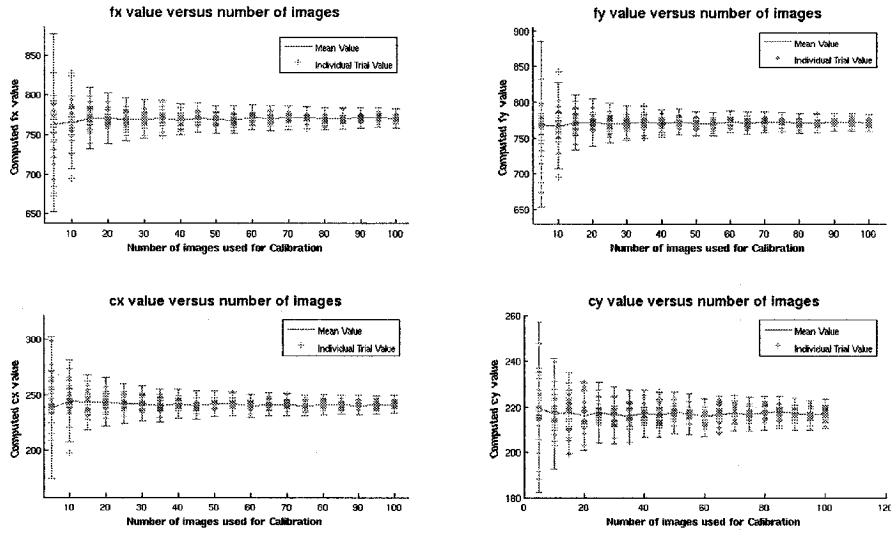 fx value versus number of images
Mean Value
Individual Trial Value
Computed fx value
850
800
750
700
650
10 20 30 40 50 60 70 80 90 100
Number of images used for Calibration
fy value versus number of images
Mean Value
Individual Trial Value
Computed fy value
900
850
800
750
700
650
10 20 30 40 50 60 70 80 90 100
Number of images used for Calibration
cx value versus number of images
Mean Value
Individual Trial Value
Computed cx value
300
250
200
10 20 30 40 50 60 70 80 90 100
Number of images used for Calibration
cy value versus number of images
Mean Value
Individual Trial Value
Computed cy value
260
240
220
200
180
0 20 40 60 80 100 120
Number of images used for Calibration